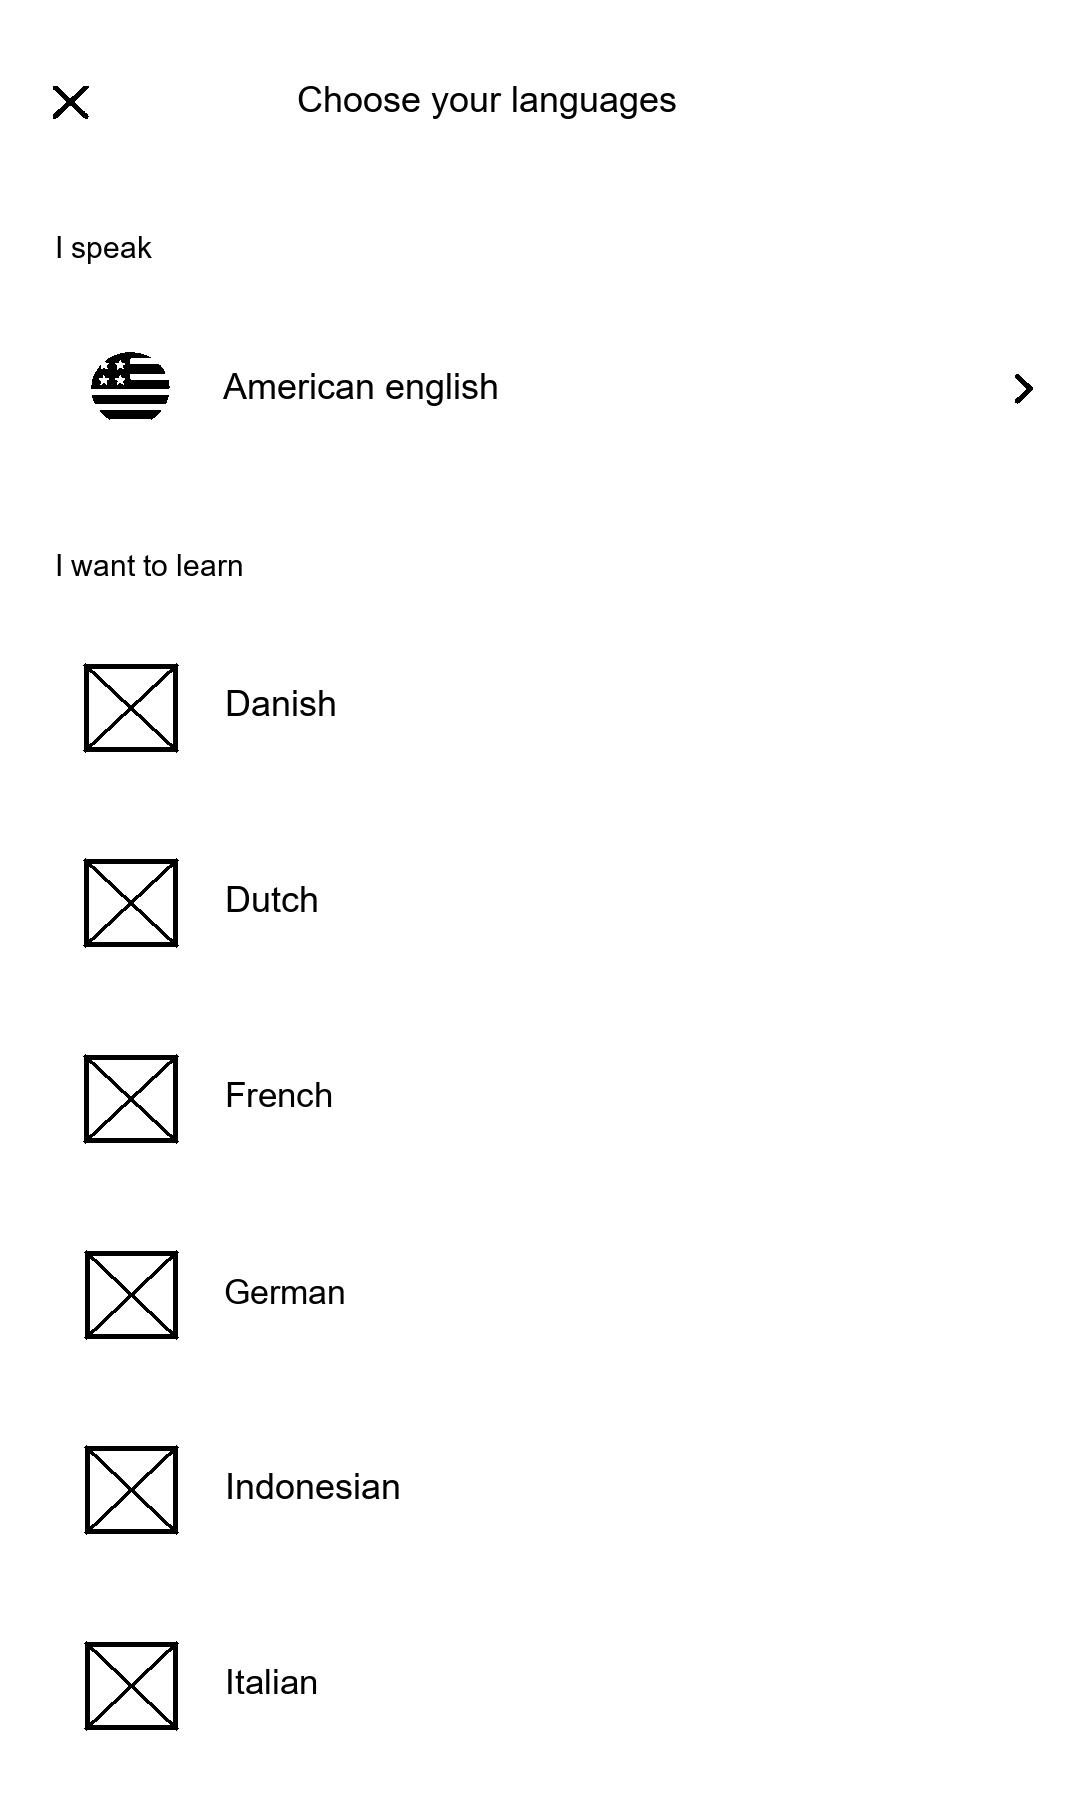 Choose your languages
I speak
American english
I want to learn
Danish
Dutch
French
German
Indonesian
Italian